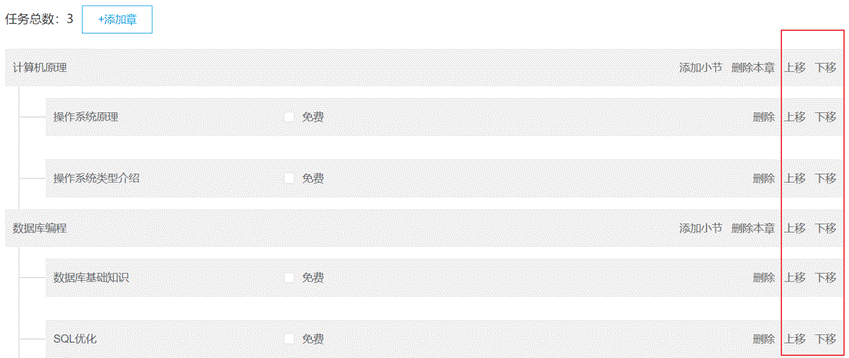 任务总数：3 +添加章
计算机原理 添加小节 删除本章 上移 下移
操作系统原理 免费 删除 上移 下移
操作系统类型介绍 免费 删除 上移 下移
数据库编程 添加小节 删除本章 上移 下移
数据库基础知识 免费 删除 上移 下移
SQL优化 免费 删除 上移 下移